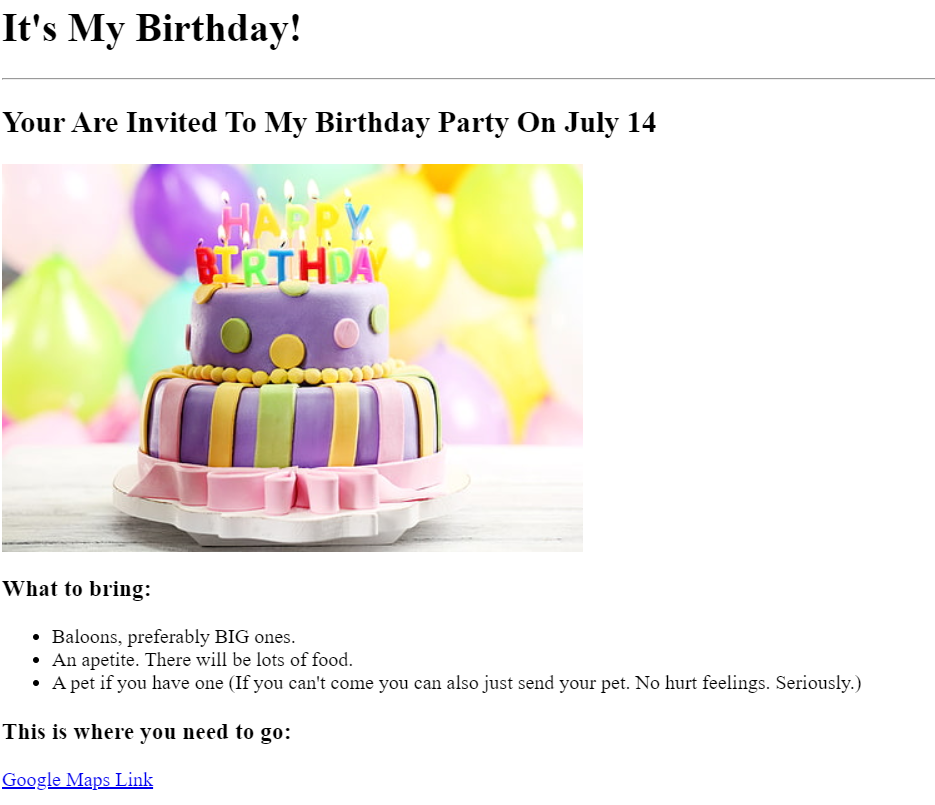 It's My Birthday!
Your Are Invited To My Birthday Party On July 14
HAPPY
BIRTHDAY
What to bring:
Baloons, preferably BIG ones.
An apetite. There will be lots of food.
A pet if you have one (If you can't come you can also just send your pet. No hurt feelings. Seriously.)
This is where you need to go:
Google Maps Link